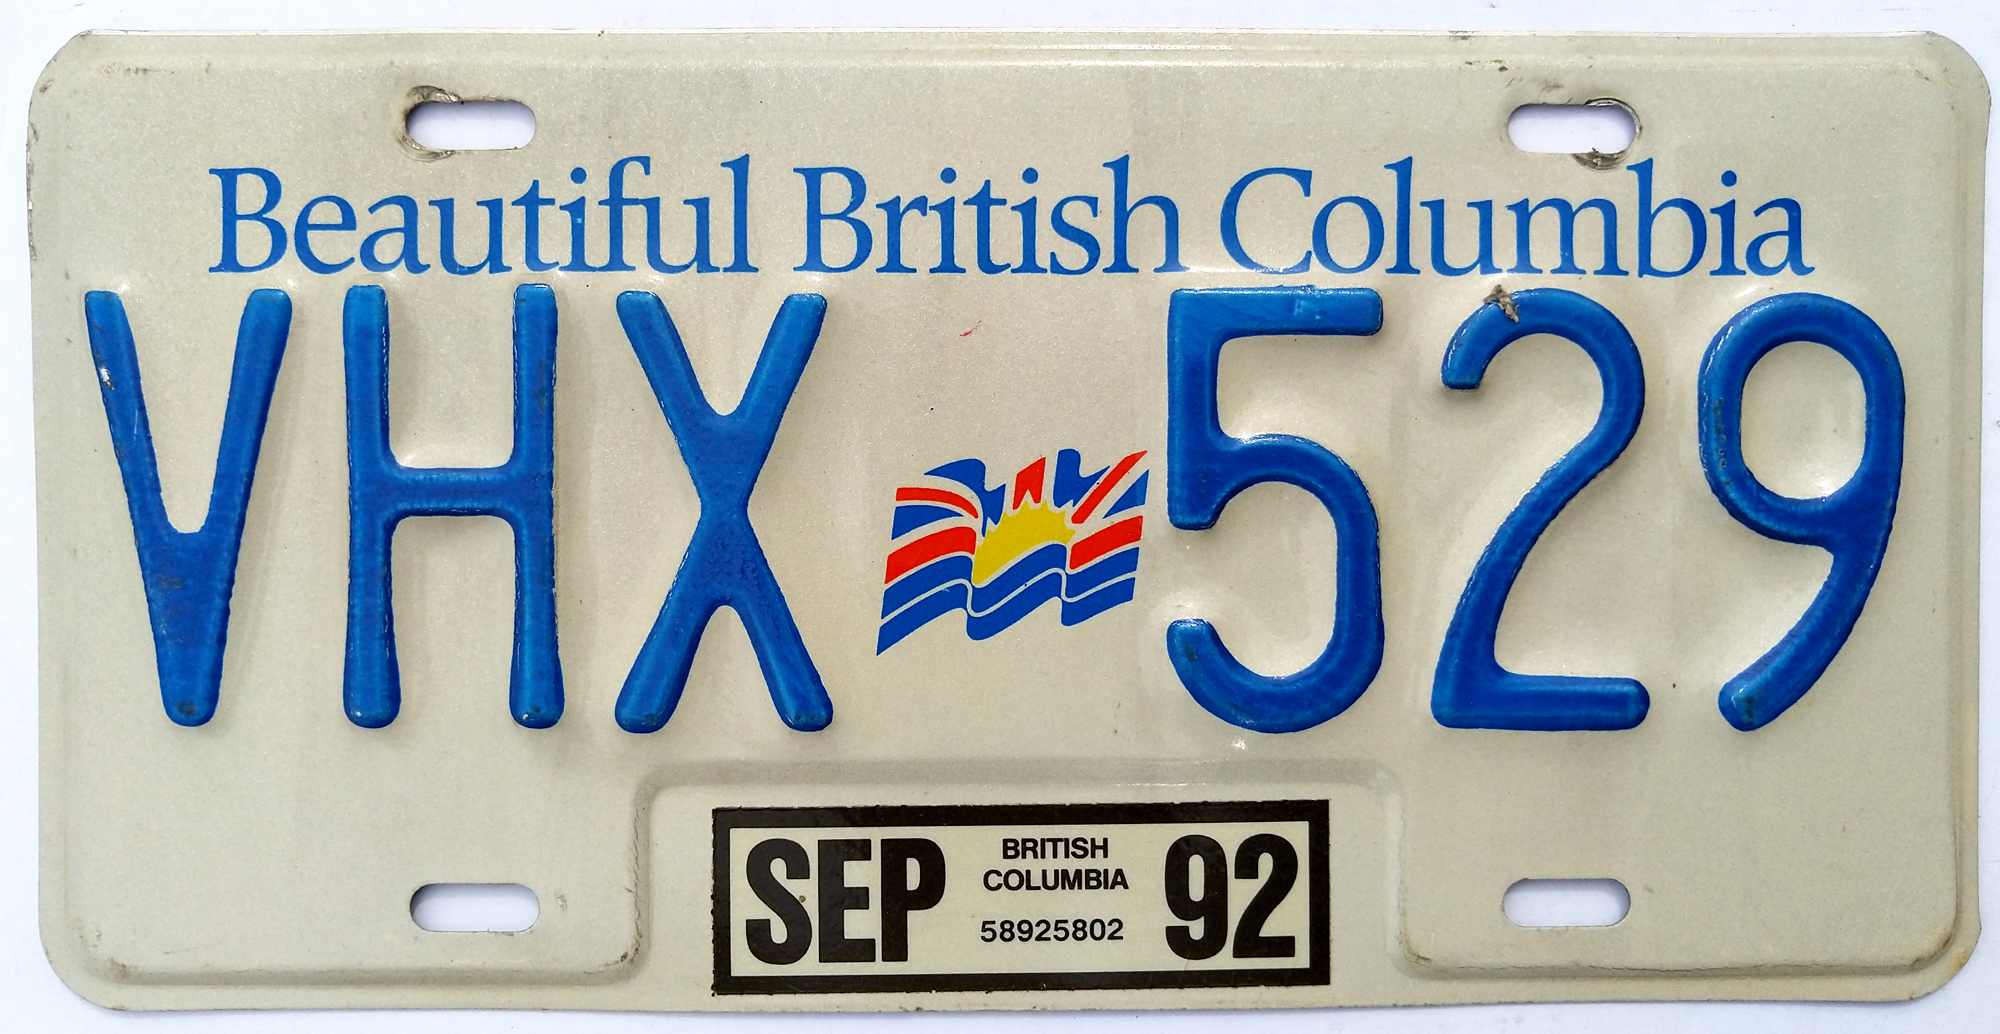 Beautiful British Columbia
VHX 529
SEP BRITISH COLUMBIA 92
58925802